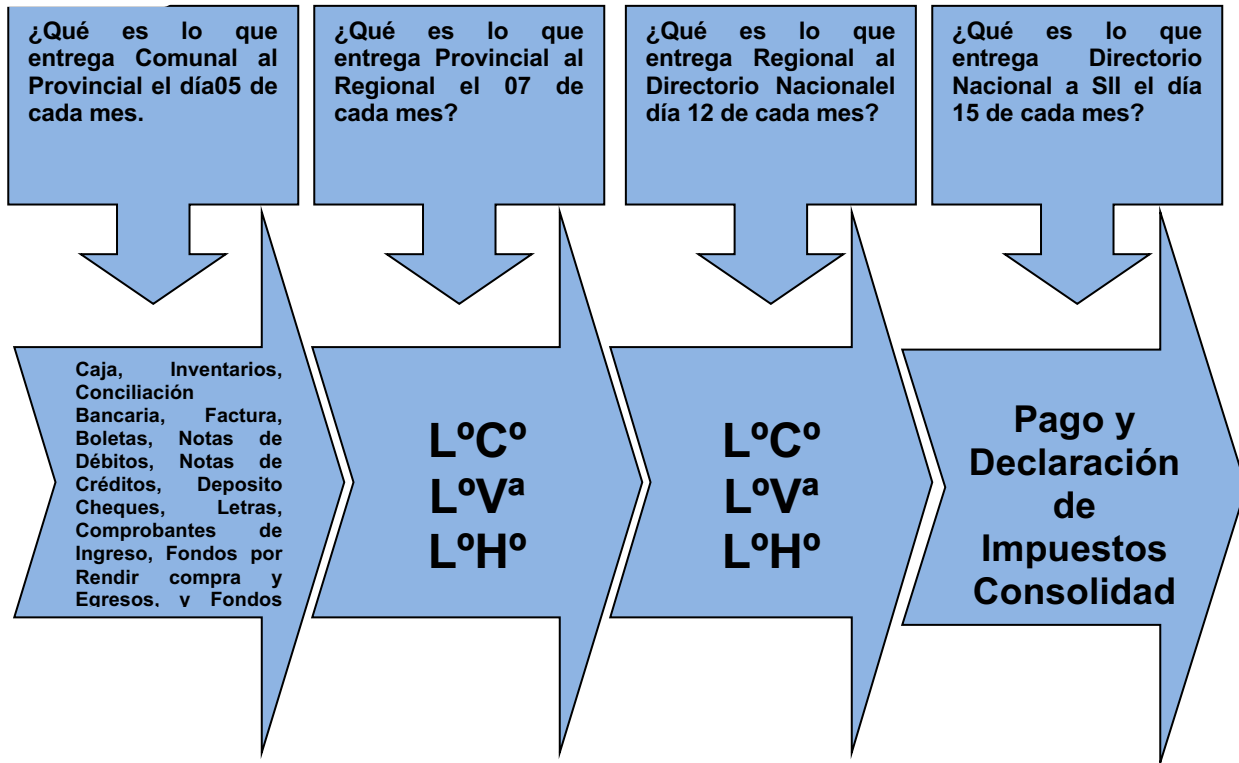 ¿Qué es lo que
entrega Comunal al
Provincial el día05 de
cada mes.
¿Qué es lo que
entrega Provincial al
Regional el 07 de
cada mes?
¿Qué es lo que
entrega Regional al
Directorio Nacionalel
día 12 de cada mes?
¿Qué es lo que
entrega Directorio
Nacional a SII el día
15 de cada mes?
Caja, Inventarios,
Conciliación
Bancaria, Factura,
Boletas, Notas de
Débitos, Notas de
Créditos, Deposito
Cheques, Letras,
Comprobantes de
Ingreso, Fondos por
Rendir compra y
Egresos, y Fondos
LºCº
LºVª
LºHº
LºCº
LºVª
LºHº
Pago y
Declaración
de
Impuestos
Consolidad